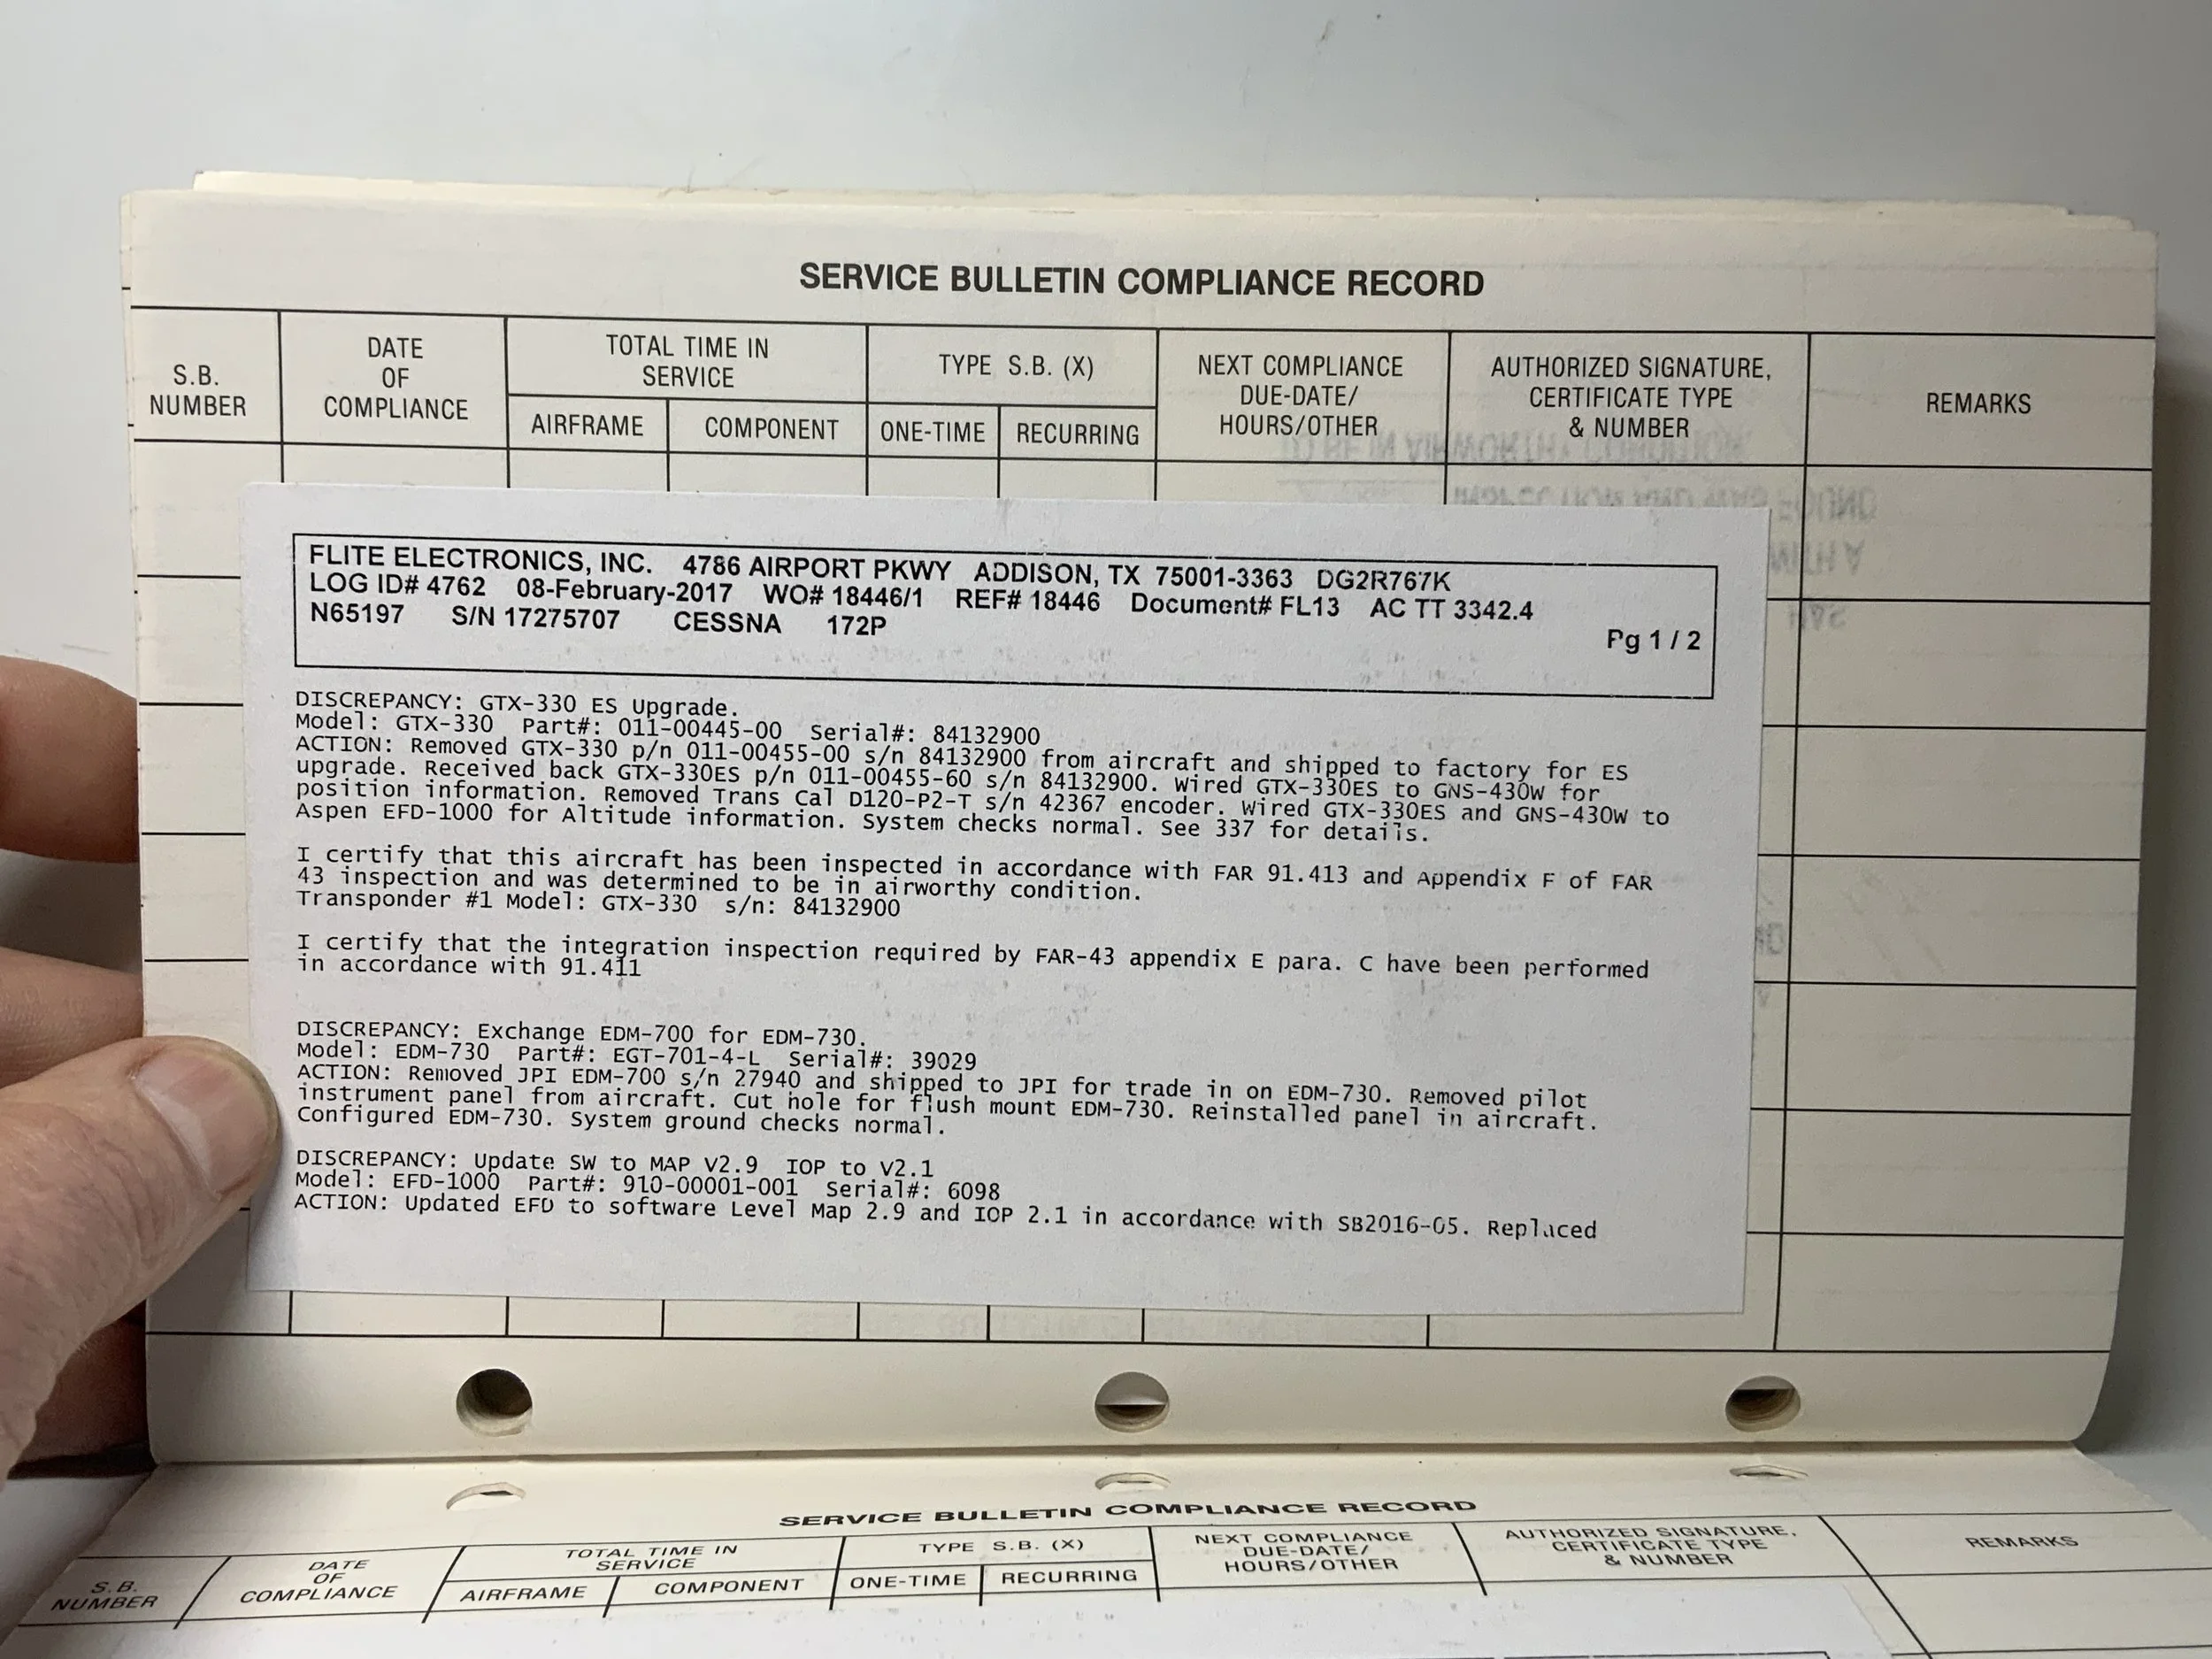 SERVICE BULLETIN COMPLIANCE RECORD
S.B. NUMBER
DATE OF COMPLIANCE
TOTAL TIME IN SERVICE
AIRFRAME
COMPONENT
TYPE S.B. (X)
ONE-TIME
RECURRING
NEXT COMPLIANCE DUE-DATE/ HOURS/OTHER
AUTHORIZED SIGNATURE, CERTIFICATE TYPE & NUMBER
REMARKS
FLITE ELECTRONICS, INC. 4786 AIRPORT PKWY ADDISON, TX 75001-3363 DG2R767K
LOG ID# 4762 08-February-2017 WO# 18446/1 REF# 18446 Document# FL13 AC TT 3342.4
N65197 S/N 17275707 CESSNA 172P
Pg 1 / 2
DISCREPANCY: GTX-330 ES Upgrade.
Model: GTX-330 Part#: 011-00445-00 Serial#: 84132900
ACTION: Removed GTX-330 p/n 011-00455-00 s/n 84132900 from aircraft and shipped to factory for ES
upgrade. Received back GTX-330ES p/n 011-00455-60 s/n 84132900. Wired GTX-330ES to GNS-430W for
position information. Removed Trans Cal D120-P2-T s/n 42367 encoder. Wired GTX-330ES and GNS-430W to
Aspen EFD-1000 for Altitude information. System checks normal. See 337 for details.
I certify that this aircraft has been inspected in accordance with FAR 91.413 and Appendix F of FAR
43 inspection and was determined to be in airworthy condition.
Transponder #1 Model: GTX-330 s/n: 84132900
I certify that the integration inspection required by FAR-43 appendix E para. C have been performed
in accordance with 91.411
DISCREPANCY: Exchange EDM-700 for EDM-730.
Model: EDM-730 Part#: EGT-701-4-L Serial#: 39029
ACTION: Removed JPI EDM-700 s/n 27940 and shipped to JPI for trade in on EDM-730. Removed pilot
instrument panel from aircraft. Cut hole for flush mount EDM-730. Reinstalled panel in aircraft.
Configured EDM-730. System ground checks normal.
DISCREPANCY: Update SW to MAP V2.9 IOP to V2.1
Model: EFD-1000 Part#: 910-00001-001 Serial#: 6098
ACTION: Updated EFD to software Level Map 2.9 and IOP 2.1 in accordance with SB2016-05. Replaced
SERVICE BULLETIN COMPLIANCE RECORD
S.B. NUMBER
DATE OF COMPLIANCE
TOTAL TIME IN SERVICE
AIRFRAME
COMPONENT
TYPE S.B. (X)
ONE-TIME
RECURRING
NEXT COMPLIANCE DUE-DATE/ HOURS/OTHER
AUTHORIZED SIGNATURE, CERTIFICATE TYPE & NUMBER
REMARKS